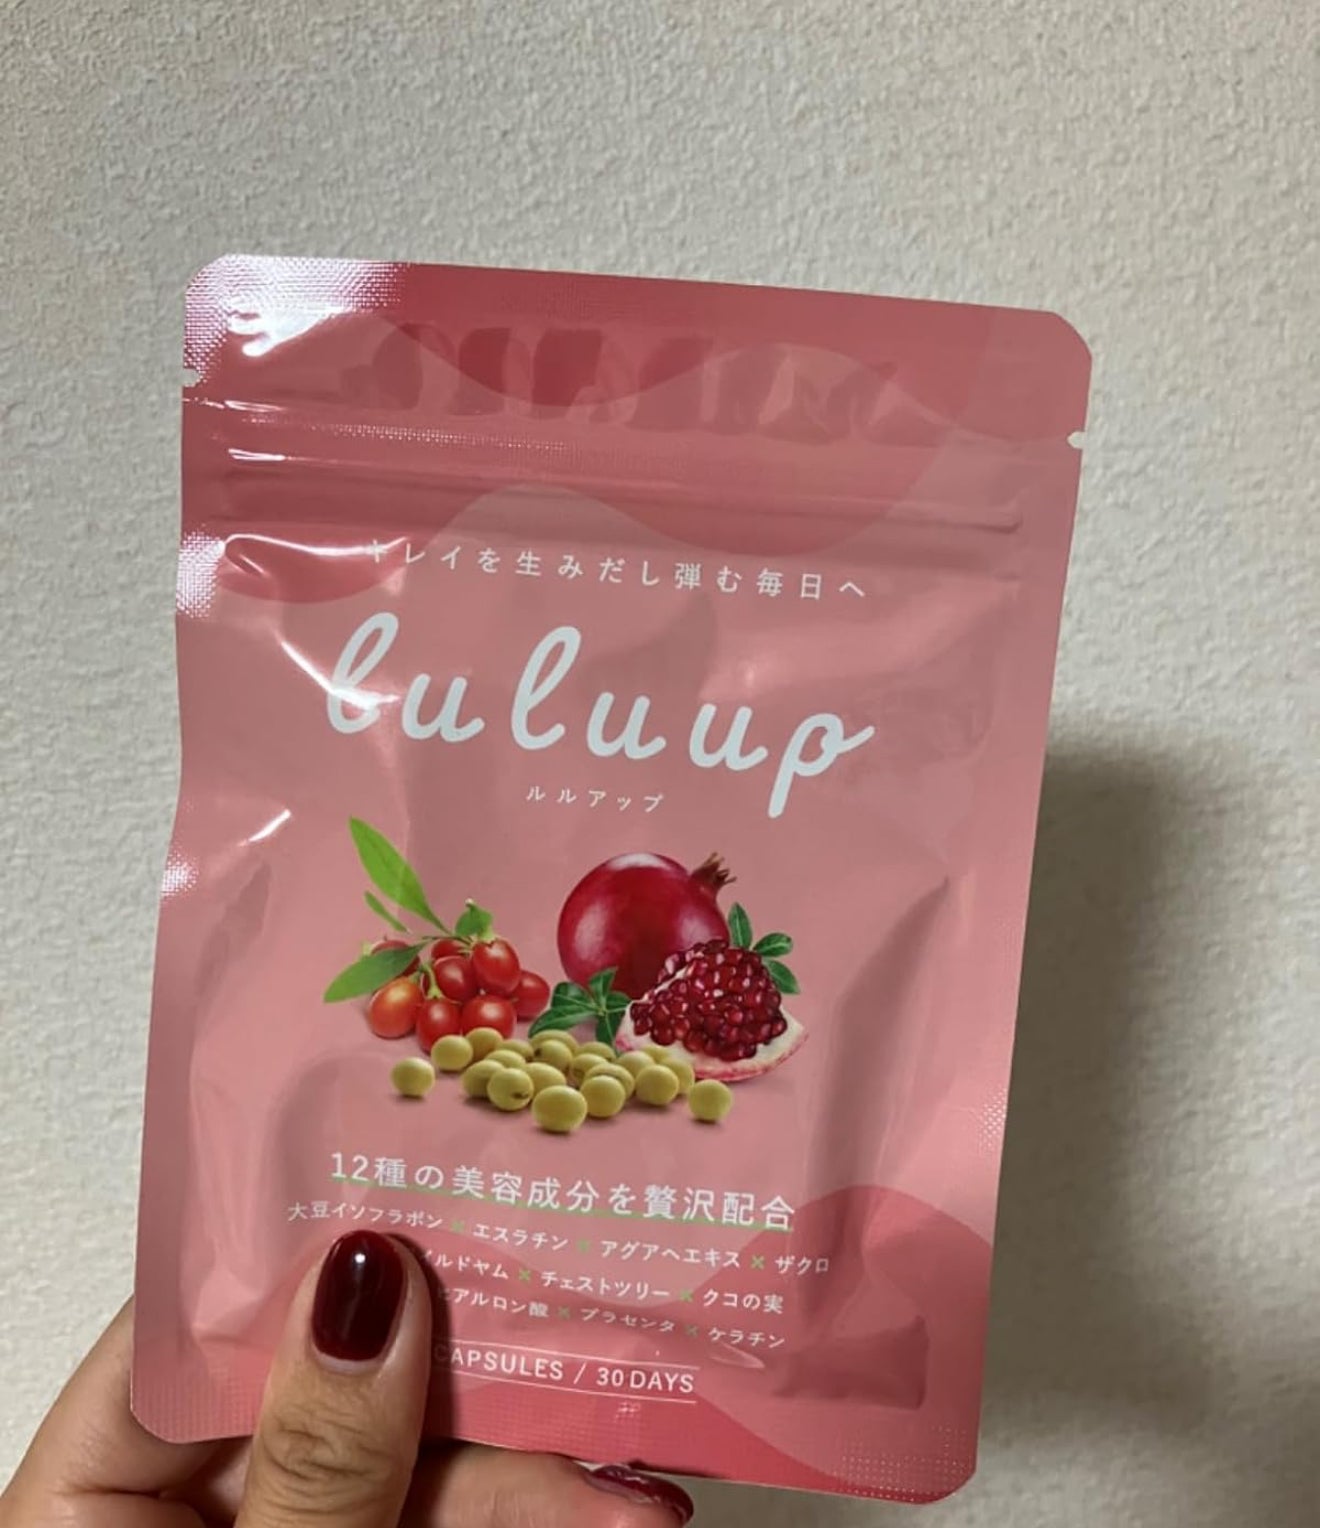 キレイを生みだし弾む毎日へ
luluup
ルルアップ
12種の美容成分を贅沢配合
大豆イソフラボン × エスラチン × アグアヘエキス × ザクロ
イルドヤム × チェストツリー × クコの実
アルロン酸 × プラセンタ × ケラチン
CAPSULES / 30 DAYS